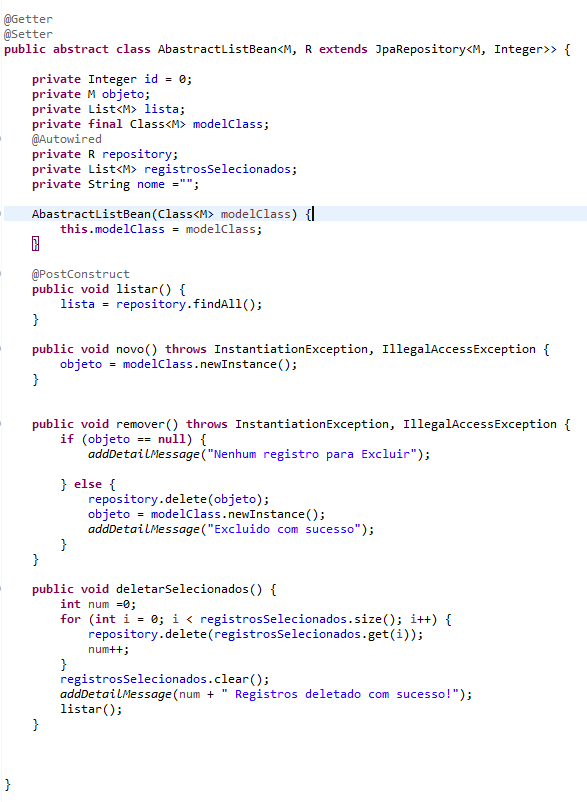 @Getter
@Setter
public abstract class AbastractListBean<M, R extends JpaRepository<M, Integer>> {
private Integer id = 0;
private M objeto;
private List<M> lista;
private final Class<M> modelClass;
@Autowired
private R repository;
private List<M> registrosSelecionados;
private String nome ="";
AbastractListBean(Class<M> modelClass) {
this.modelClass = modelClass;
}
@PostConstruct
public void listar() {
lista = repository.findAll();
}
public void novo() throws InstantiationException, IllegalAccessException {
objeto = modelClass.newInstance();
}
public void remover() throws InstantiationException, IllegalAccessException {
if (objeto == null) {
addDetailMessage("Nenhum registro para Excluir");
} else {
repository.delete(objeto);
objeto = modelClass.newInstance();
addDetailMessage("Excluido com sucesso");
}
}
public void deletarSelecionados() {
int num =0;
for (int i = 0; i < registrosSelecionados.size(); i++) {
repository.delete(registrosSelecionados.get(i));
num++;
}
registrosSelecionados.clear();
addDetailMessage(num + " Registros deletado com sucesso!");
listar();
}
}